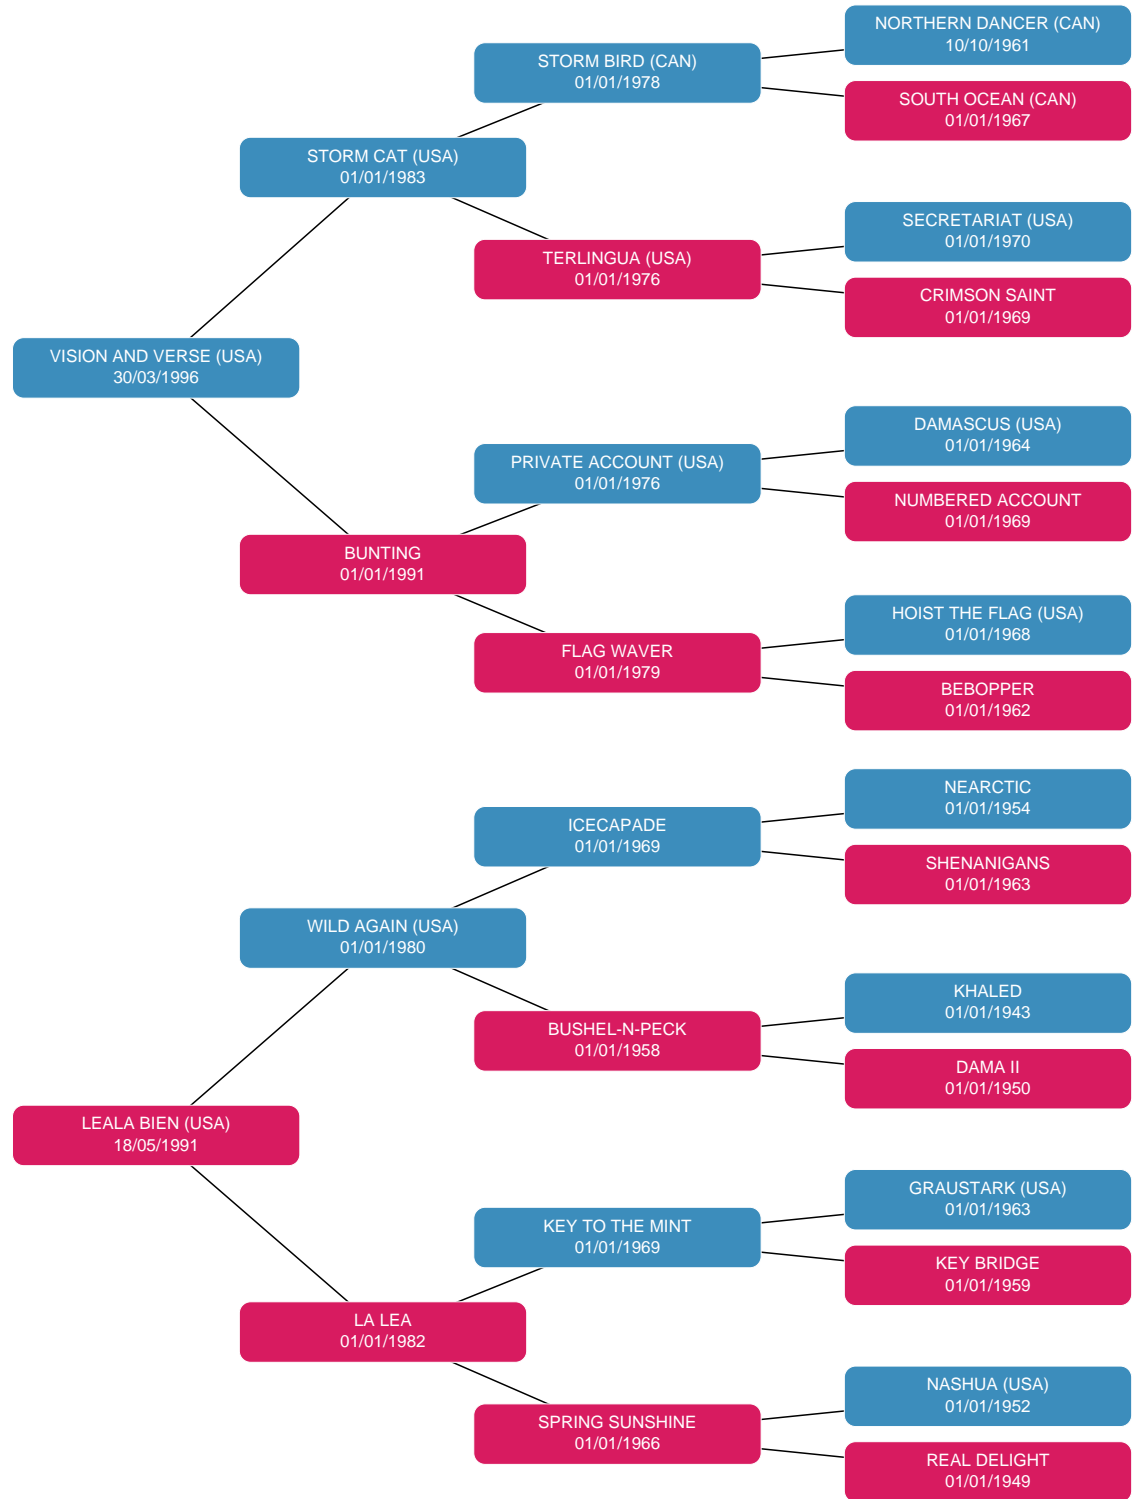 NORTHERN DANCER (CAN)
10/10/1961
STORM BIRD (CAN)
01/01/1978
SOUTH OCEAN (CAN)
01/01/1967
STORM CAT (USA)
01/01/1983
SECRETARIAT (USA)
01/01/1970
TERLINGUA (USA)
01/01/1976
CRIMSON SAINT
01/01/1969
VISION AND VERSE (USA)
30/03/1996
DAMASCUS (USA)
01/01/1964
PRIVATE ACCOUNT (USA)
01/01/1976
NUMBERED ACCOUNT
01/01/1969
BUNTING
01/01/1991
HOIST THE FLAG (USA)
01/01/1968
FLAG WAVER
01/01/1979
BEBOPPER
01/01/1962
NEARCTIC
01/01/1954
ICECAPADE
01/01/1969
SHENANIGANS
01/01/1963
WILD AGAIN (USA)
01/01/1980
KHALED
01/01/1943
BUSHEL-N-PECK
01/01/1958
DAMA II
01/01/1950
LEALA BIEN (USA)
18/05/1991
GRAUSTARK (USA)
01/01/1963
KEY TO THE MINT
01/01/1969
KEY BRIDGE
01/01/1959
LA LEA
01/01/1982
NASHUA (USA)
01/01/1952
SPRING SUNSHINE
01/01/1966
REAL DELIGHT
01/01/1949